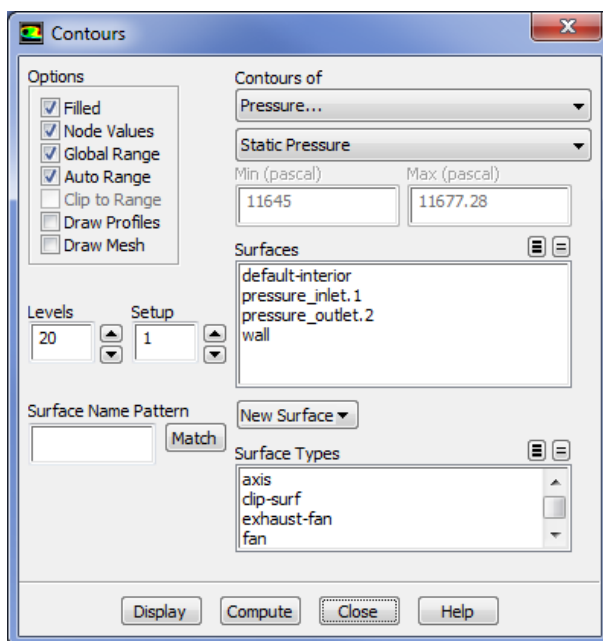 Contours
Options
Filled
Node Values
Global Range
Auto Range
Clip to Range
Draw Profiles
Draw Mesh
Contours of
Pressure...
Static Pressure
Min (pascal) Max (pascal)
11645 11677.28
Surfaces
default-interior
pressure_inlet.1
pressure_outlet.2
wall
Levels Setup
20 1
Surface Name Pattern
Match
New Surface
Surface Types
axis
clip-surf
exhaust-fan
fan
Display Compute Close Help